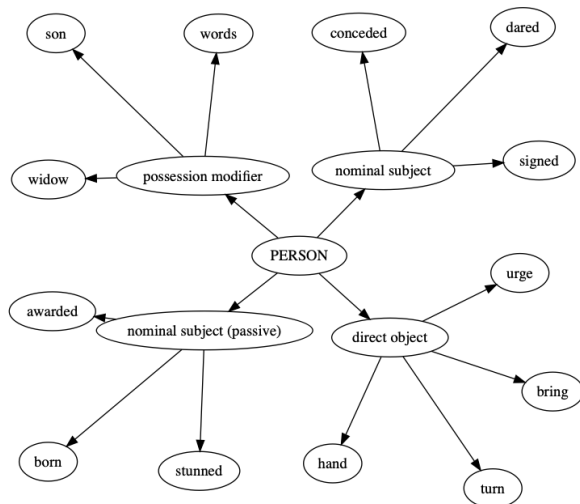 son
words
conceded
dared
widow
possession modifier
nominal subject
signed
PERSON
awarded
nominal subject (passive)
direct object
urge
bring
born
stunned
hand
turn